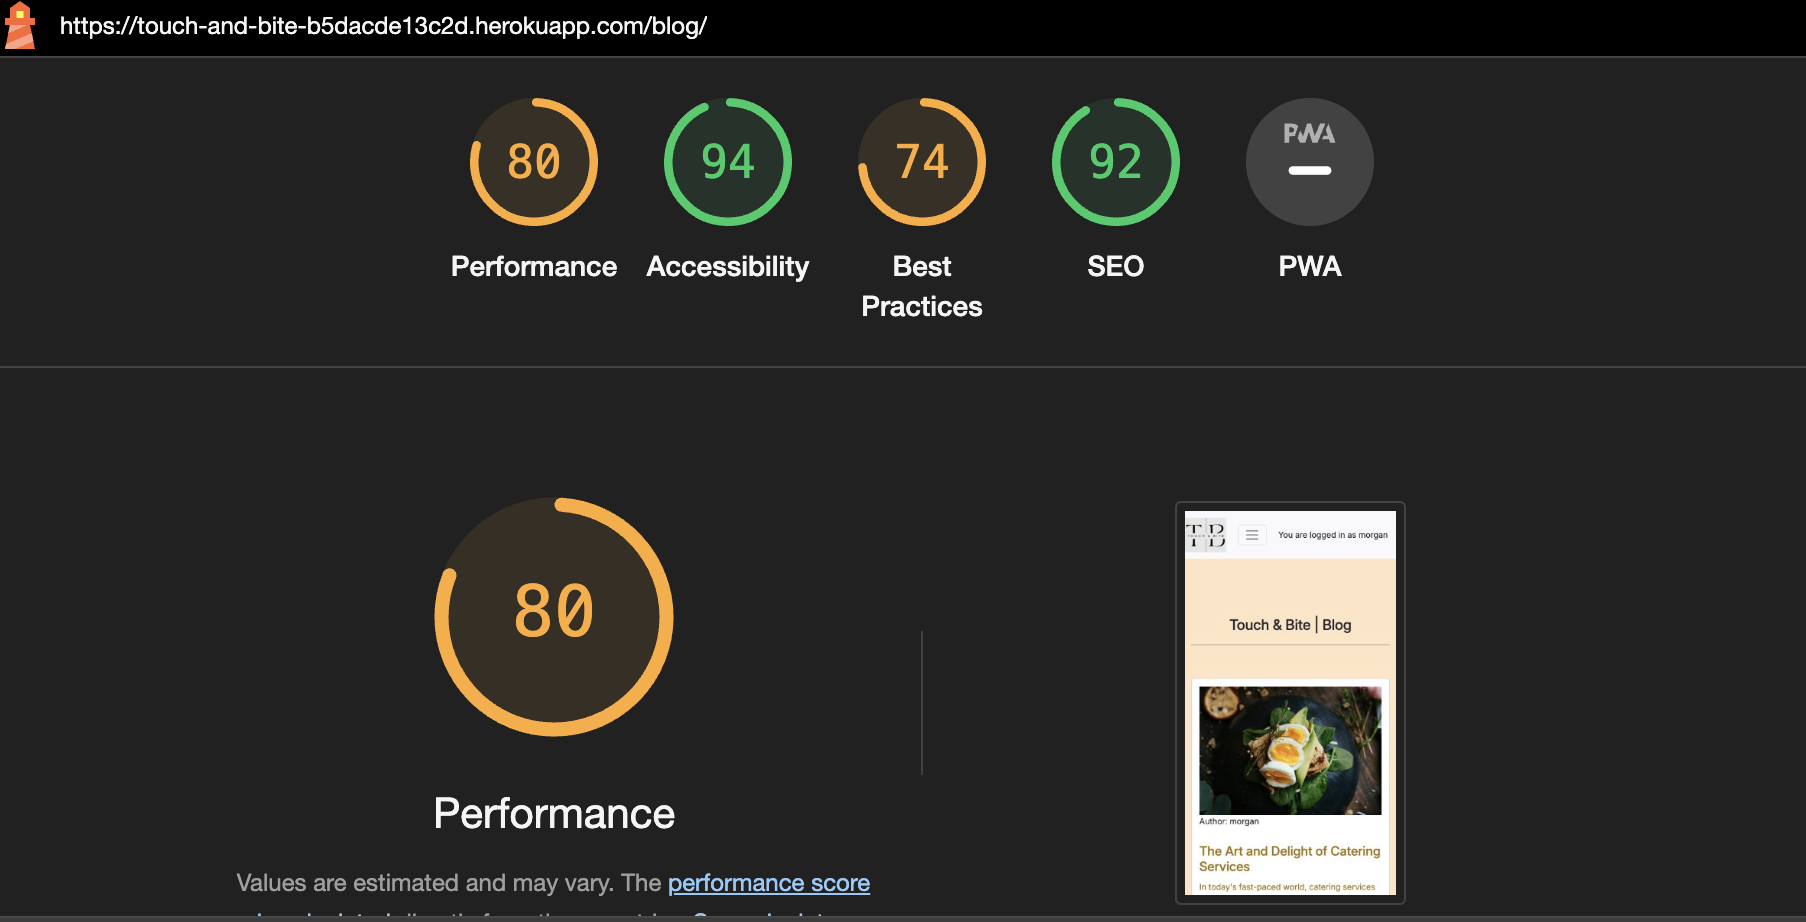 https://touch-and-bite-b5dacde13c2d.herokuapp.com/blog/
80
94
74
92
PWA
Performance
Accessibility
Best
Practices
SEO
PWA
80
Performance
Values are estimated and may vary. The performance score
T B
You are logged in as morgan
Touch & Bite | Blog
Author: morgan
The Art and Delight of Catering
Services
In today's fast-paced world, catering services